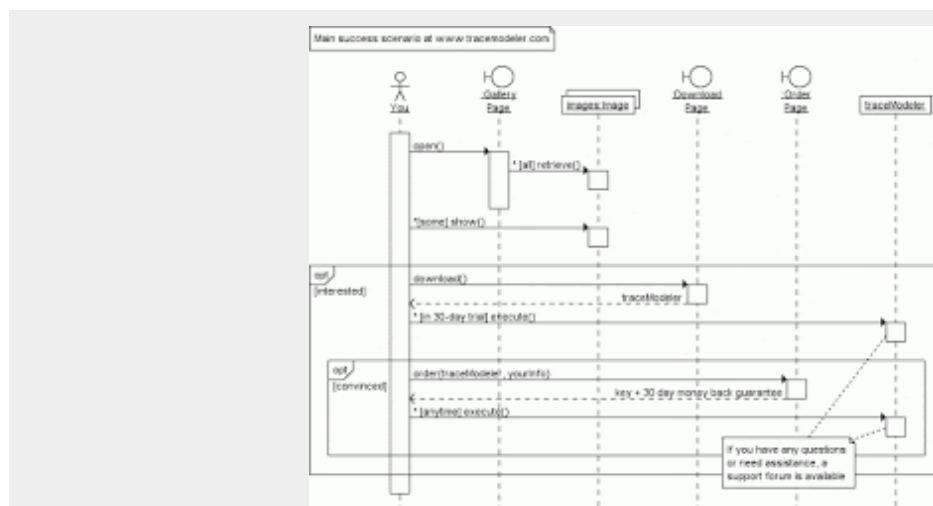 Main success scenario at www.tracemodeler.com
You
:Gallery
Page
images:Image
:Download
Page
:Order
Page
traceModeler
open()
* [all] retrieve()
*[some] show()
opt
[interested]
download()
traceModeler
* [in 30-day trial] execute()
opt
[convinced]
order(traceModeler, yourInfo)
key + 30 day money back guarantee
* [anytime] execute()
If you have any questions
or need assistance, a
support forum is available